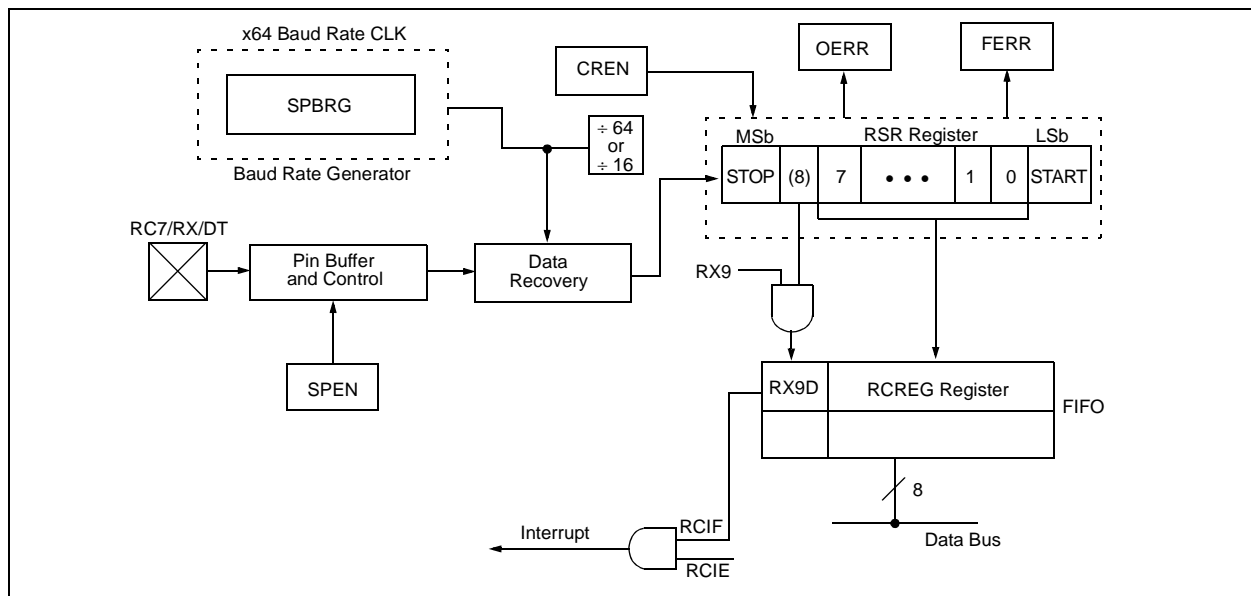 x64 Baud Rate CLK
SPBRG
Baud Rate Generator
CREN
OERR
FERR
÷ 64
or
÷ 16
MSb
RSR Register
LSb
STOP
(8)
7
• • •
1
0
START
RC7/RX/DT
Pin Buffer
and Control
Data
Recovery
SPEN
RX9
RX9D
RCREG Register
FIFO
8
Data Bus
Interrupt
RCIF
RCIE